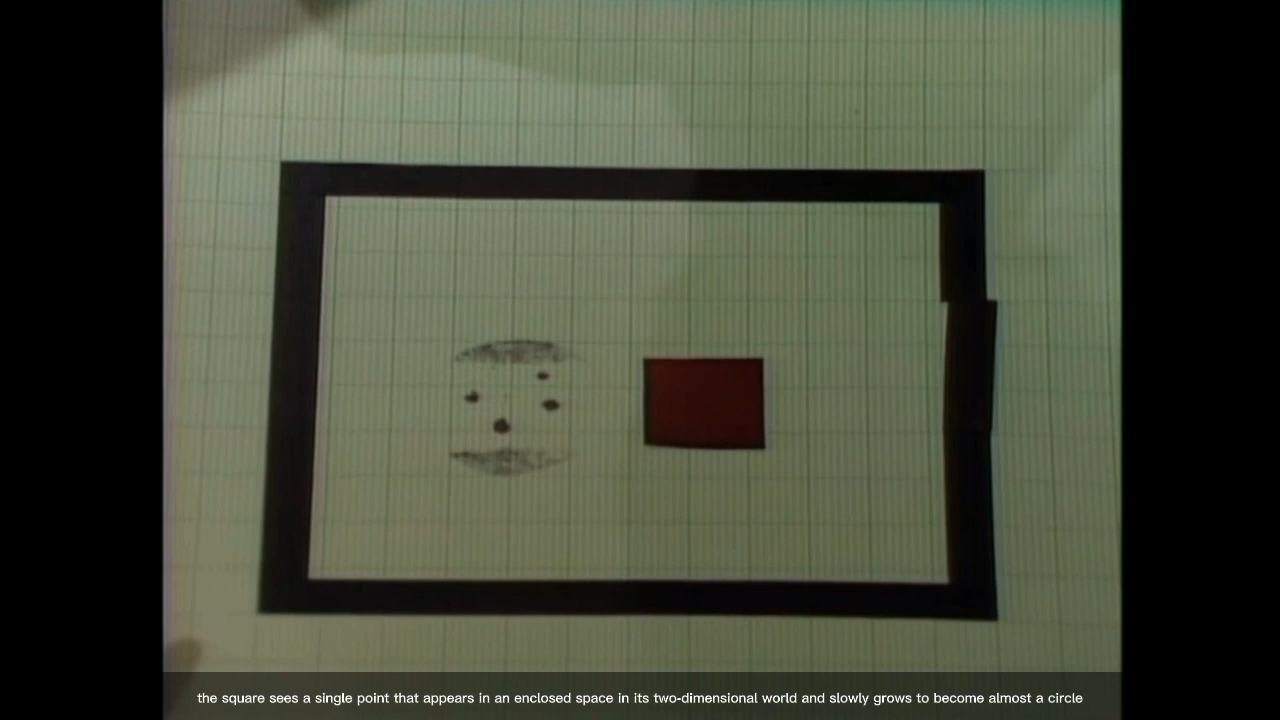 the square sees a single point that appears in an enclosed space in its two-dimensional world and slowly grows to become almost a circle